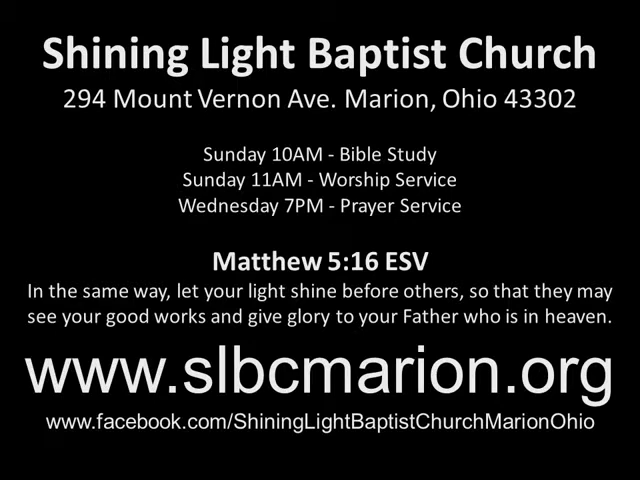 Shining Light Baptist Church
294 Mount Vernon Ave. Marion, Ohio 43302
Sunday 10AM - Bible Study
Sunday 11AM - Worship Service
Wednesday 7PM - Prayer Service
Matthew 5:16 ESV
In the same way, let your light shine before others, so that they may
see your good works and give glory to your Father who is in heaven.
www.slbcmarion.org
www.facebook.com/ShiningLightBaptistChurchMarionOhio